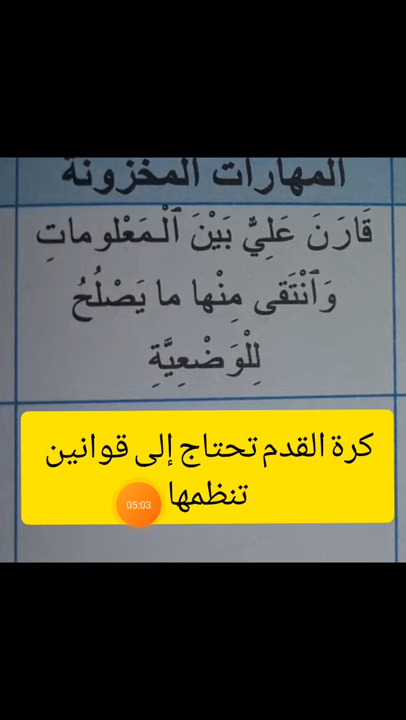 المهارات المخزونة
قَارَنَ عَلِيٌّ بَيْنَ ٱلْمَعْلوماتِ
وَٱنْتَقى مِنْها ما يَصْلُحُ
لِلْوَضْعِيَّةِ
كرة القدم تحتاج إلى قوانين
تنظمها
05:03